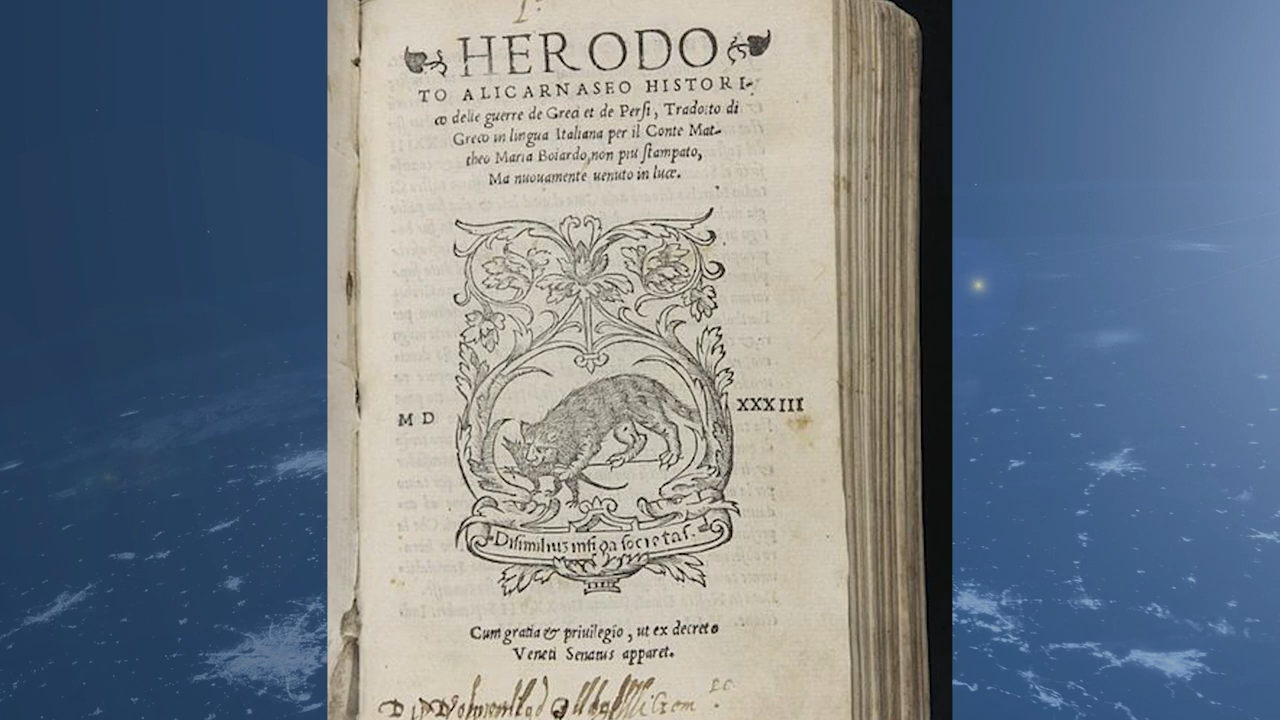 HERODO
TO ALICARNASEO HISTORI-
co delle guerre de Greci et de Persi, Tradotto di
Greco in lingua Italiana per il Conte Mat-
theo Maria Boiardo, non piu stampato,
Ma nuouamente uenuto in luce.
M D XXXIII
Disimilium infida societas.
Cum gratia & priuilegio, ut ex decreto
Veneti Senatus apparet.